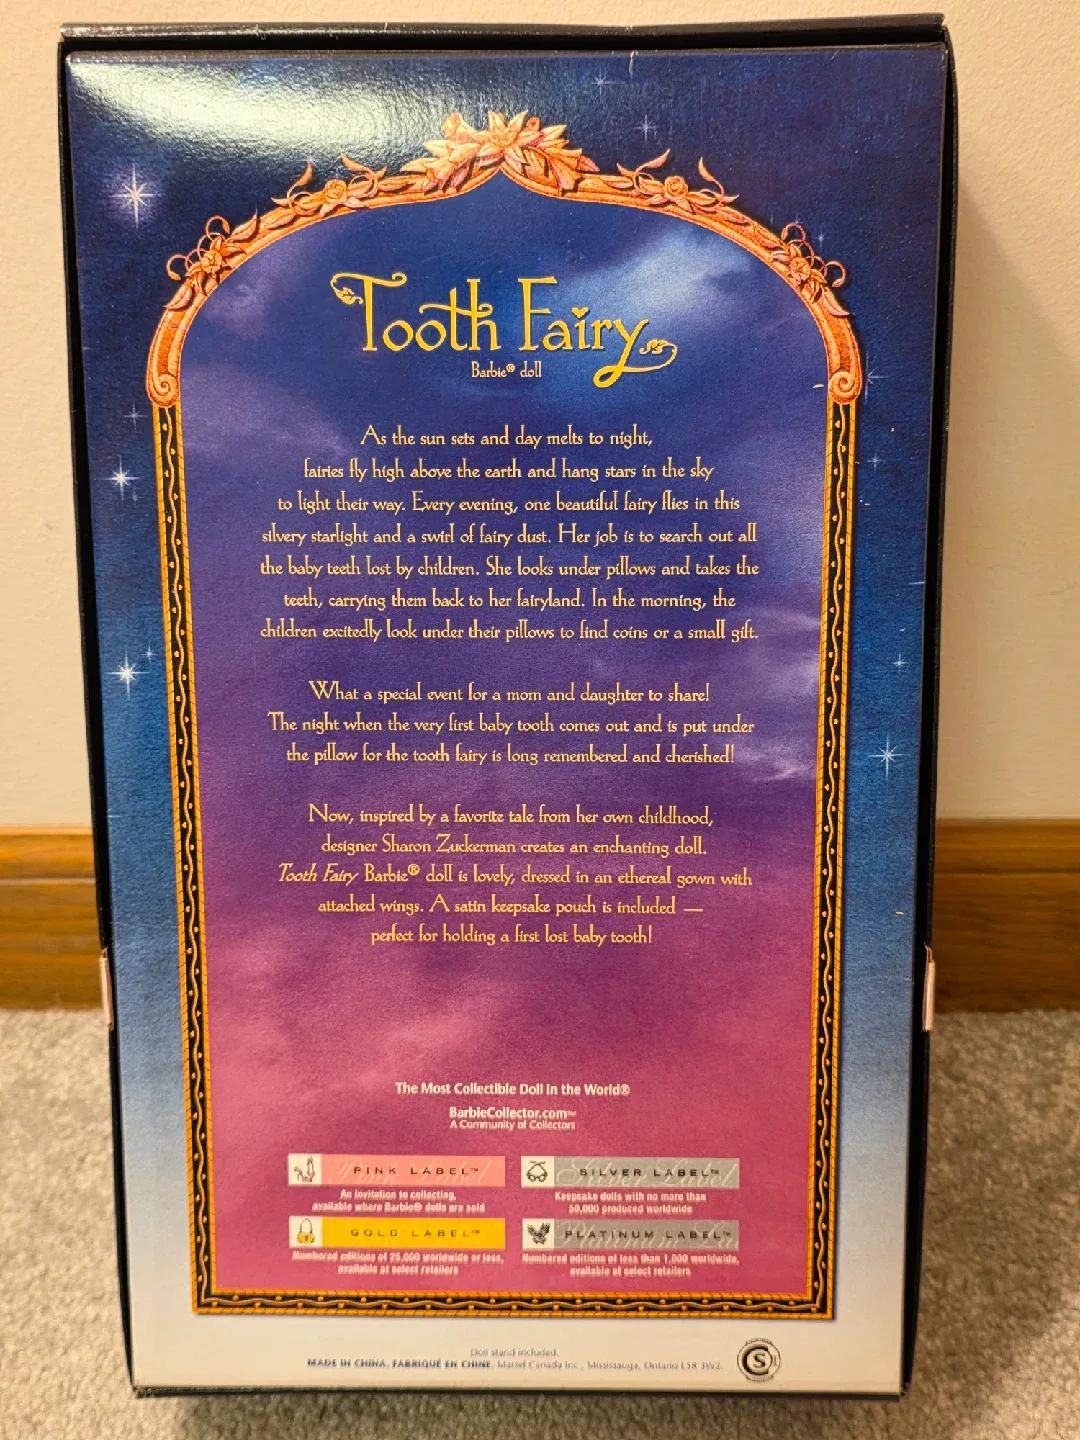 Tooth Fairy
Barbie® doll
As the sun sets and day melts to night,
fairies fly high above the earth and hang stars in the sky
to light their way. Every evening, one beautiful fairy flies in this
silvery starlight and a swirl of fairy dust. Her job is to search out all
the baby teeth lost by children. She looks under pillows and takes the
teeth, carrying them back to her fairyland. In the morning, the
children excitedly look under their pillows to find coins or a small gift.
What a special event for a mom and daughter to share!
The night when the very first baby tooth comes out and is put under
the pillow for the tooth fairy is long remembered and cherished!
Now, inspired by a favorite tale from her own childhood,
designer Sharon Zuckerman creates an enchanting doll.
Tooth Fairy Barbie® doll is lovely, dressed in an ethereal gown with
attached wings. A satin keepsake pouch is included —
perfect for holding a first lost baby tooth!
The Most Collectible Doll in the World®
BarbieCollector.com™
A Community of Collectors
PINK LABEL™
An invitation to collecting,
available where Barbie® dolls are sold
SILVER LABEL™
Keepsake dolls with no more than
50,000 produced worldwide
GOLD LABEL™
Numbered editions of 25,000 worldwide or less,
available at select retailers
PLATINUM LABEL™
Numbered editions of less than 1,000 worldwide,
available at select retailers
Doll stand included.
MADE IN CHINA. FABRIQUÉ EN CHINE. Mattel Canada Inc., Mississauga, Ontario L5R 3W2.
CS